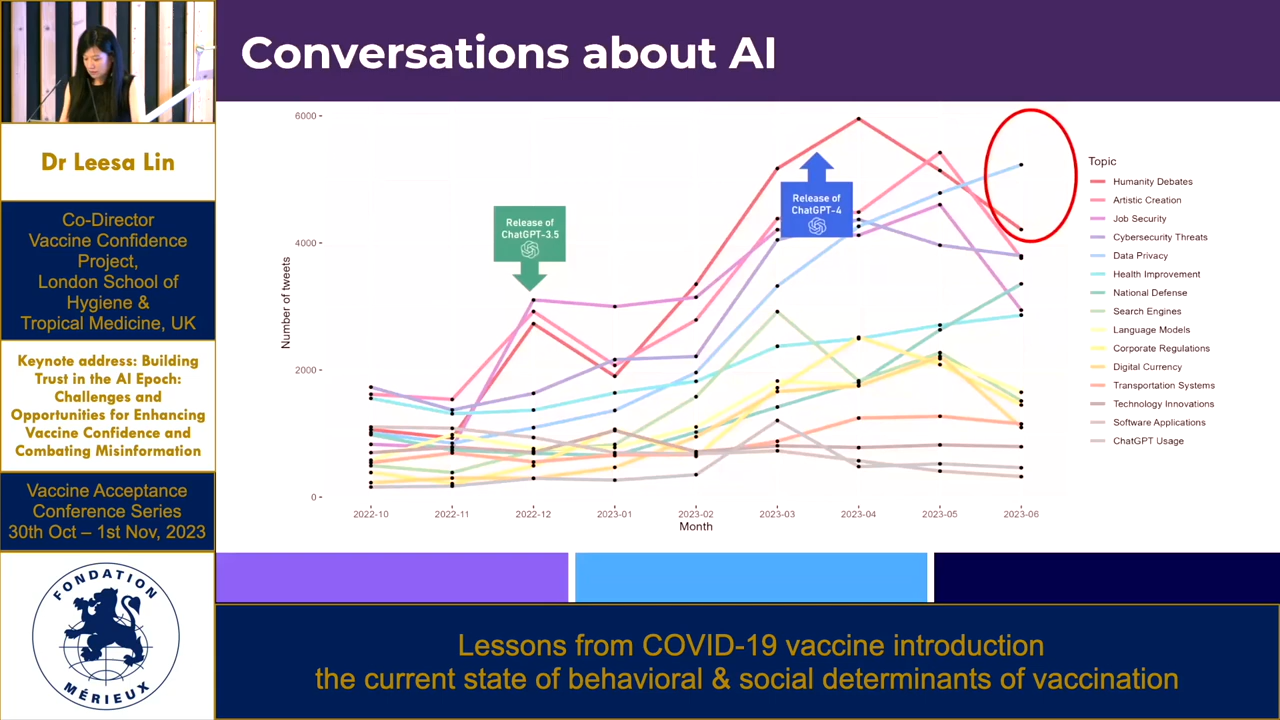 Conversations about AI
Dr Leesa Lin
Co-Director
Vaccine Confidence
Project,
London School of
Hygiene &
Tropical Medicine, UK
Keynote address: Building
Trust in the AI Epoch:
Challenges and
Opportunities for Enhancing
Vaccine Confidence and
Combating Misinformation
Vaccine Acceptance
Conference Series
30th Oct – 1st Nov, 2023
FONDATION
MÉRIEUX
6000
4000
2000
0
Number of tweets
Release of
ChatGPT-3.5
Release of
ChatGPT-4
2022-10
2022-11
2022-12
2023-01
2023-02
2023-03
2023-04
2023-05
2023-06
Month
Topic
Humanity Debates
Artistic Creation
Job Security
Cybersecurity Threats
Data Privacy
Health Improvement
National Defense
Search Engines
Language Models
Corporate Regulations
Digital Currency
Transportation Systems
Technology Innovations
Software Applications
ChatGPT Usage
Lessons from COVID-19 vaccine introduction
the current state of behavioral & social determinants of vaccination